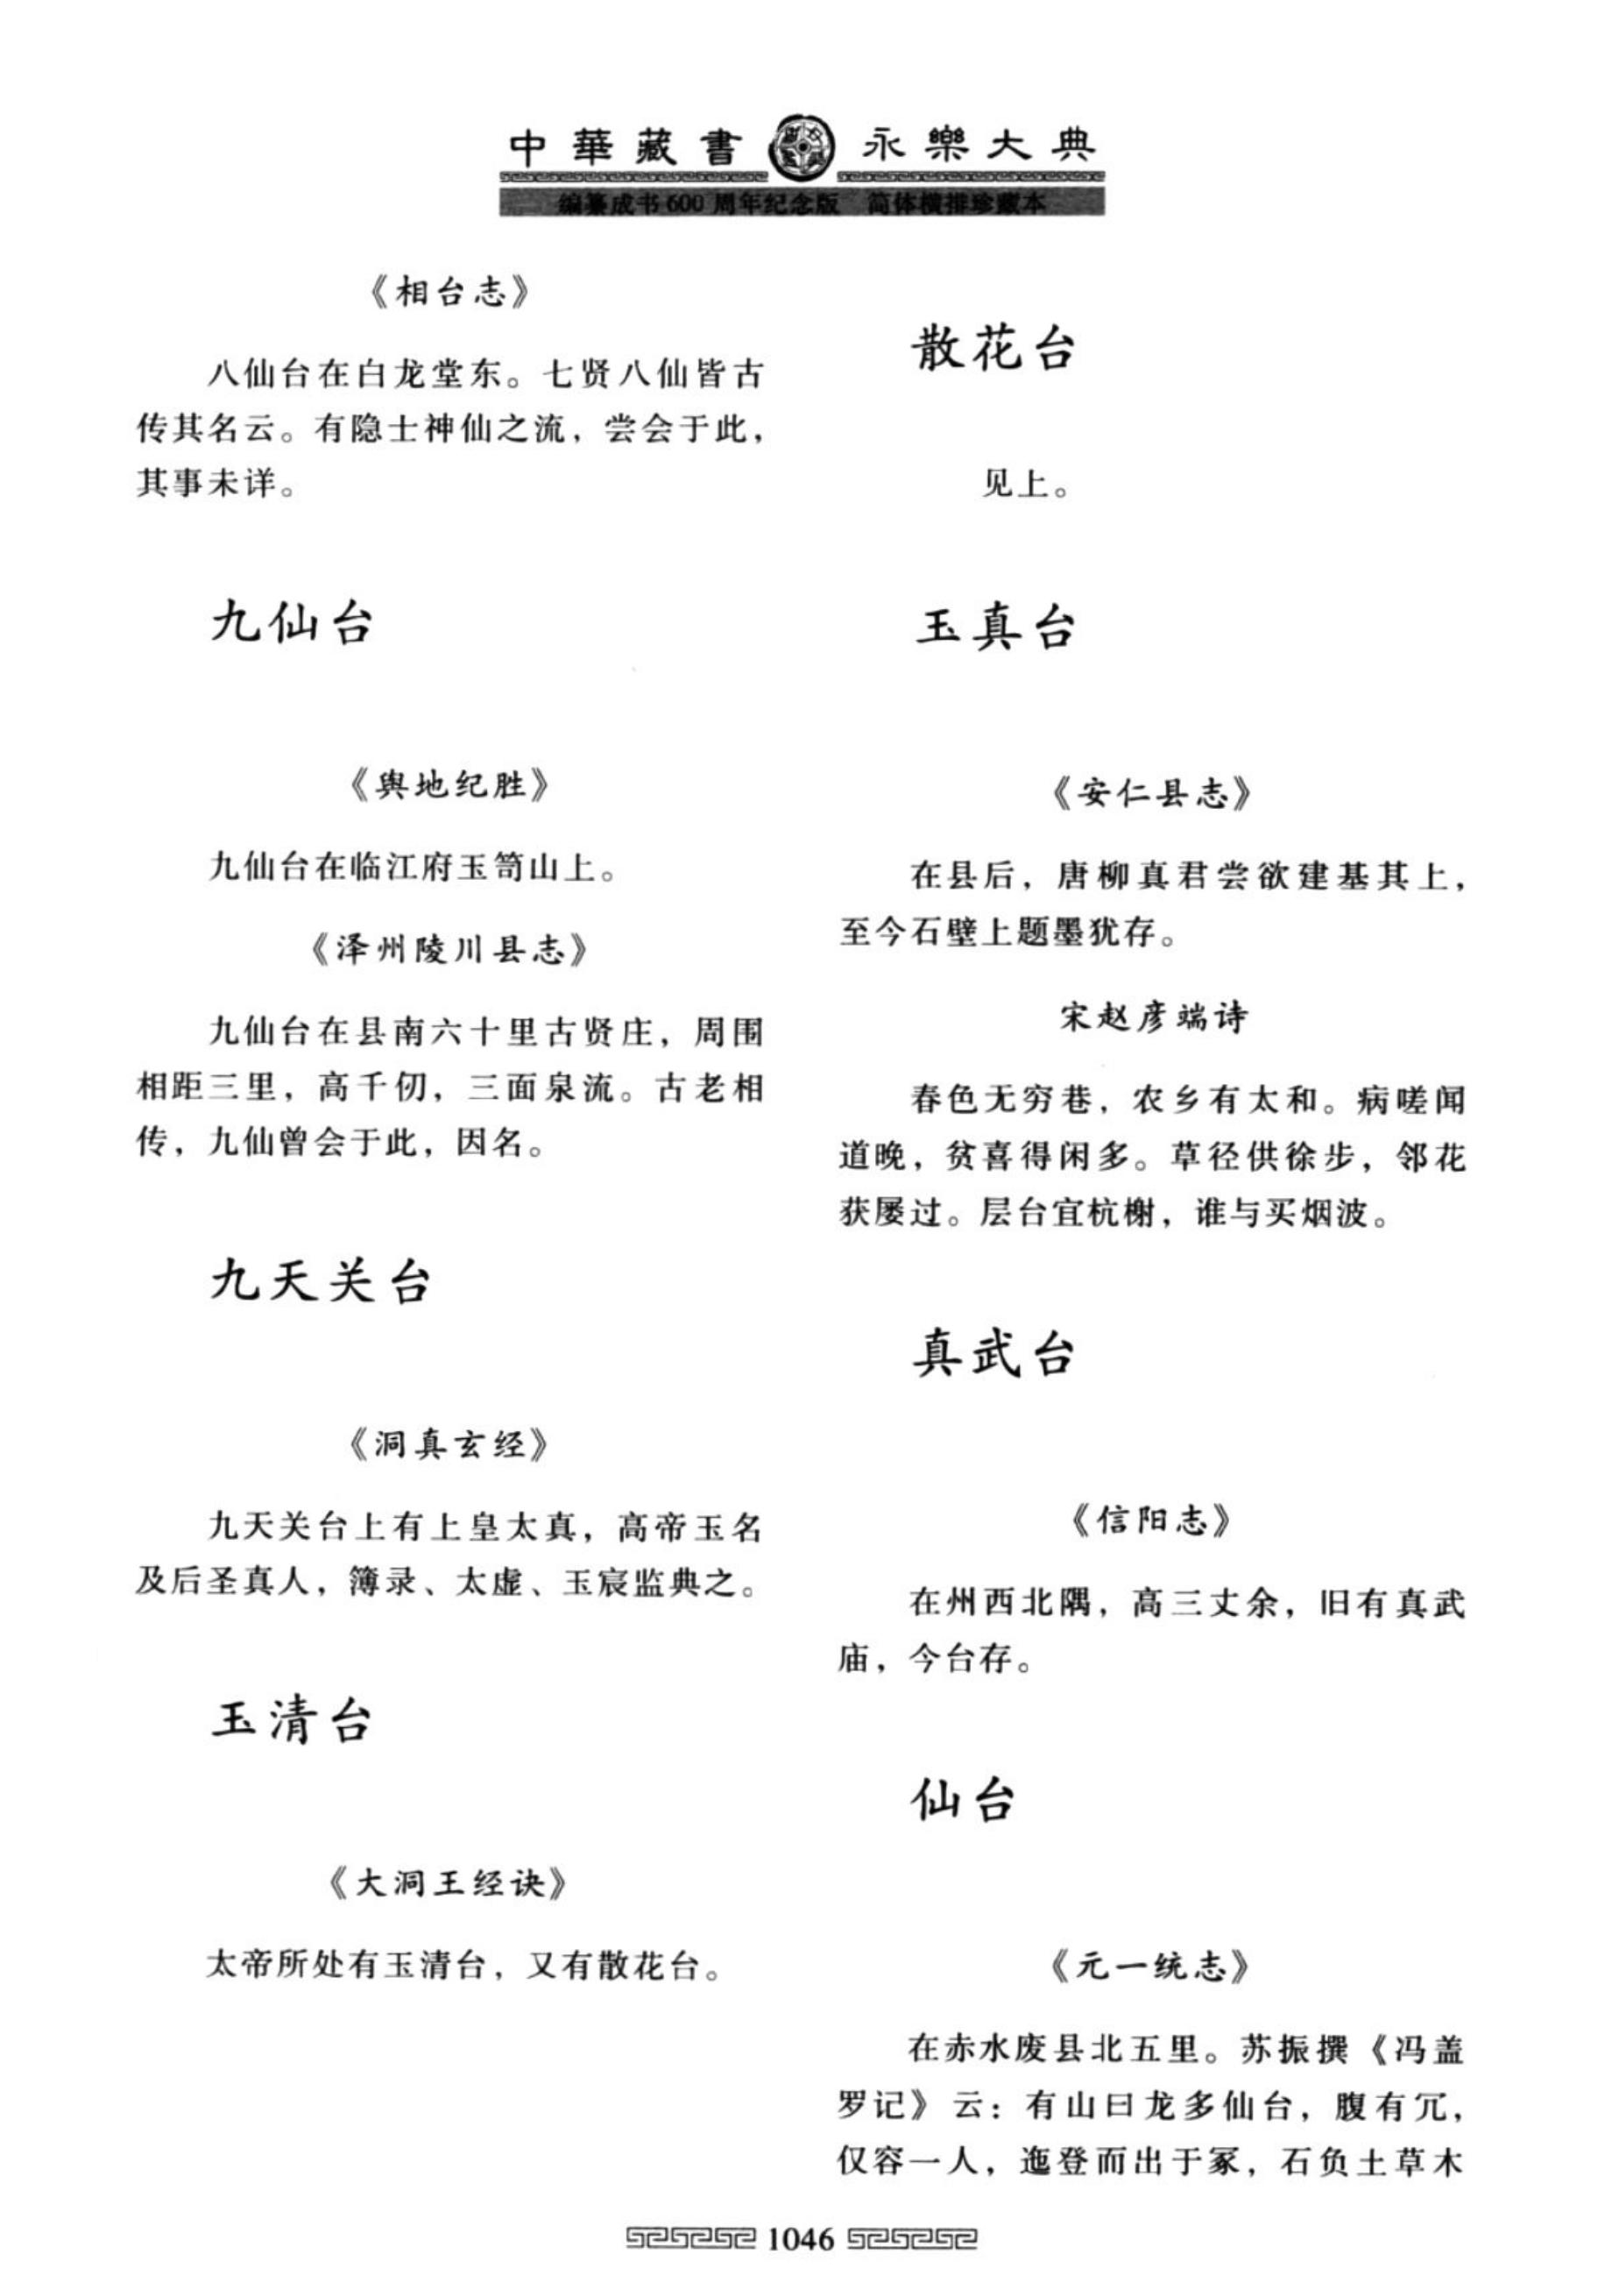 中華藏書 永樂大典
编纂成书600周年纪念版 简体横排珍藏本
《相台志》
八仙台在白龙堂东。七贤八仙皆古
传其名云。有隐士神仙之流，尝会于此，
其事未详。
九仙台
《舆地纪胜》
九仙台在临江府玉笥山上。
《泽州陵川县志》
九仙台在县南六十里古贤庄，周围
相距三里，高千仞，三面泉流。古老相
传，九仙曾会于此，因名。
九天关台
《洞真玄经》
九天关台上有上皇太真，高帝玉名
及后圣真人，簿录、太虚、玉宸监典之。
玉清台
《大洞王经诀》
太帝所处有玉清台，又有散花台。
散花台
见上。
玉真台
《安仁县志》
在县后，唐柳真君尝欲建基其上，
至今石壁上题墨犹存。
宋赵彦端诗
春色无穷巷，农乡有太和。病嗟闻
道晚，贫喜得闲多。草径供徐步，邻花
获屡过。层台宜杭榭，谁与买烟波。
真武台
《信阳志》
在州西北隅，高三丈余，旧有真武
庙，今台存。
仙台
《元一统志》
在赤水废县北五里。苏振撰《冯盖
罗记》云：有山曰龙多仙台，腹有冗，
仅容一人，迤登而出于冢，石负土草木
1046